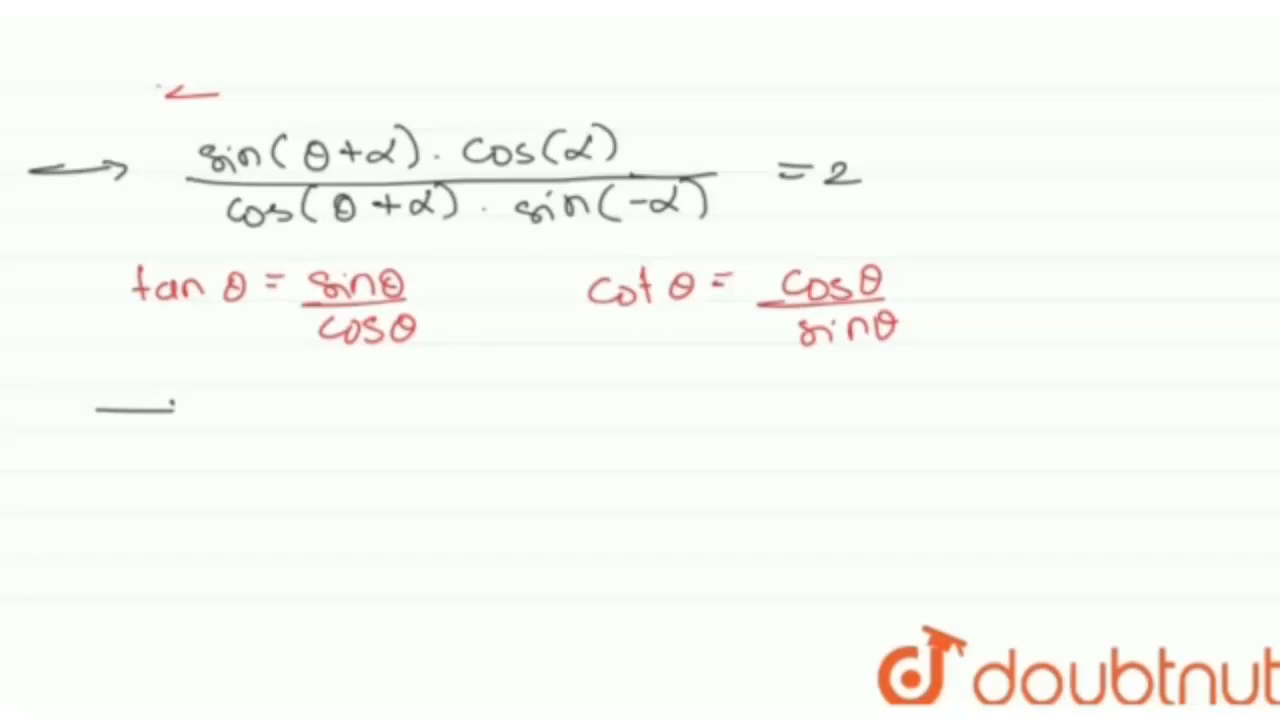 sin(θ+α) . cos(α)
cos(θ+α) . sin(-α)
= 2
tan θ = sinθ
cosθ
cot θ = cosθ
sinθ
doubtnut